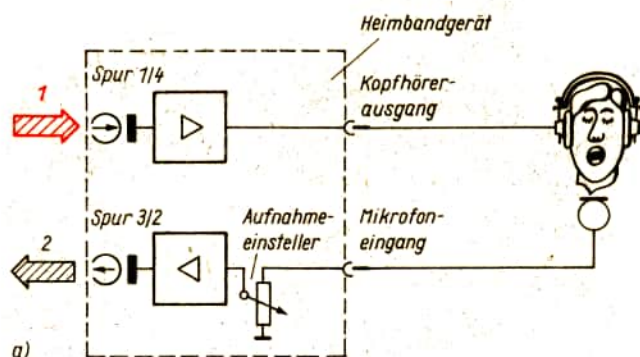 Heimbandgerät
Spur 1/4
1
Kopfhörer-
ausgang
Spur 3/2
Aufnahme-
einsteller
Mikrofon-
eingang
2
a)